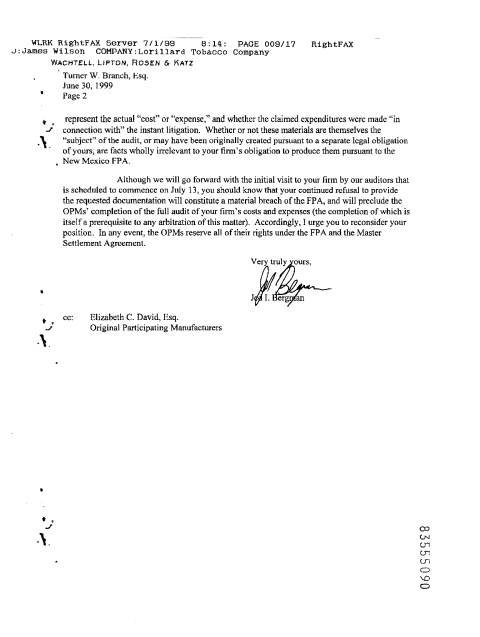 WLRK RightFAX Server 7/1/99 8:14: PAGE 009/17 RightFAX
J:James Wilson COMPANY:Lorillard Tobacco Company
WACHTELL, LIPTON, ROSEN & KATZ
Turner W. Branch, Esq.
June 30, 1999
Page 2
represent the actual "cost" or "expense," and whether the claimed expenditures were made "in
connection with" the instant litigation. Whether or not these materials are themselves the
"subject" of the audit, or may have been originally created pursuant to a separate legal obligation
of yours, are facts wholly irrelevant to your firm's obligation to produce them pursuant to the
New Mexico FPA.
Although we will go forward with the initial visit to your firm by our auditors that
is scheduled to commence on July 13, you should know that your continued refusal to provide
the requested documentation will constitute a material breach of the FPA, and will preclude the
OPMs' completion of the full audit of your firm's costs and expenses (the completion of which is
itself a prerequisite to any arbitration of this matter). Accordingly, I urge you to reconsider your
position. In any event, the OPMs reserve all of their rights under the FPA and the Master
Settlement Agreement.
Very truly yours,
I. Bergman
cc: Elizabeth C. David, Esq.
Original Participating Manufacturers
83555090